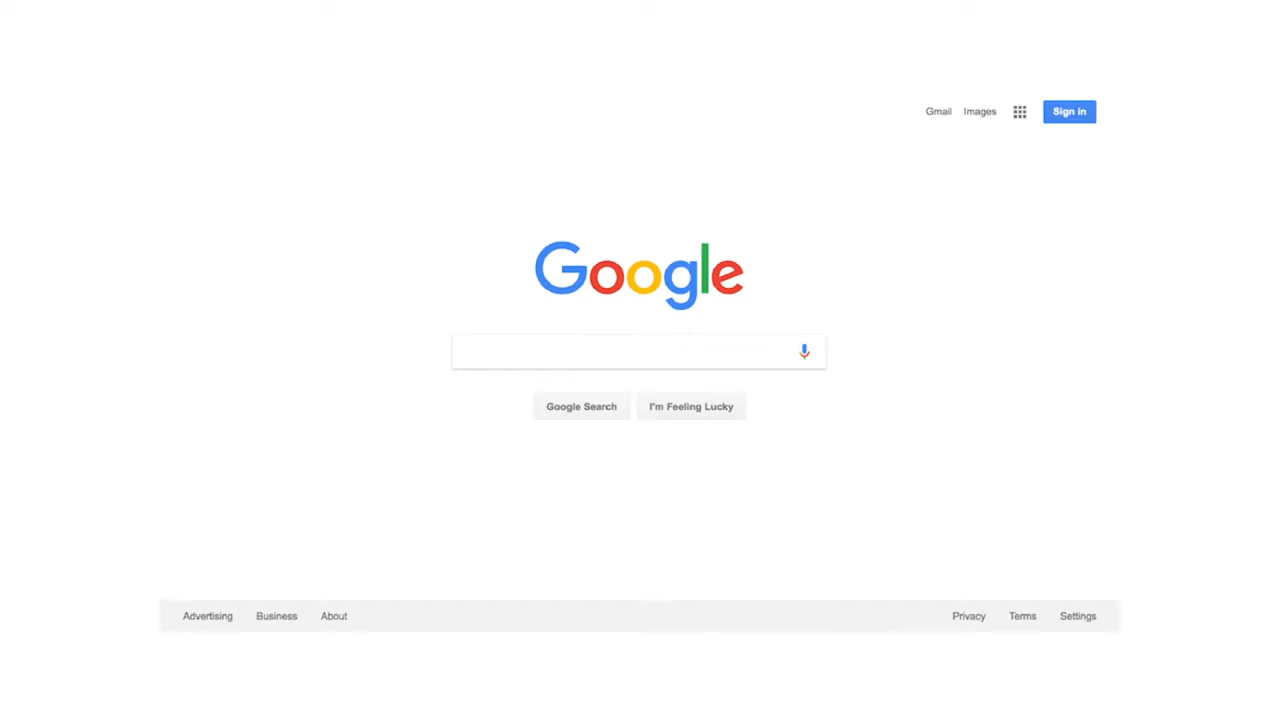 Gmail Images Sign in
Google
Google Search I'm Feeling Lucky
Advertising Business About Privacy Terms Settings